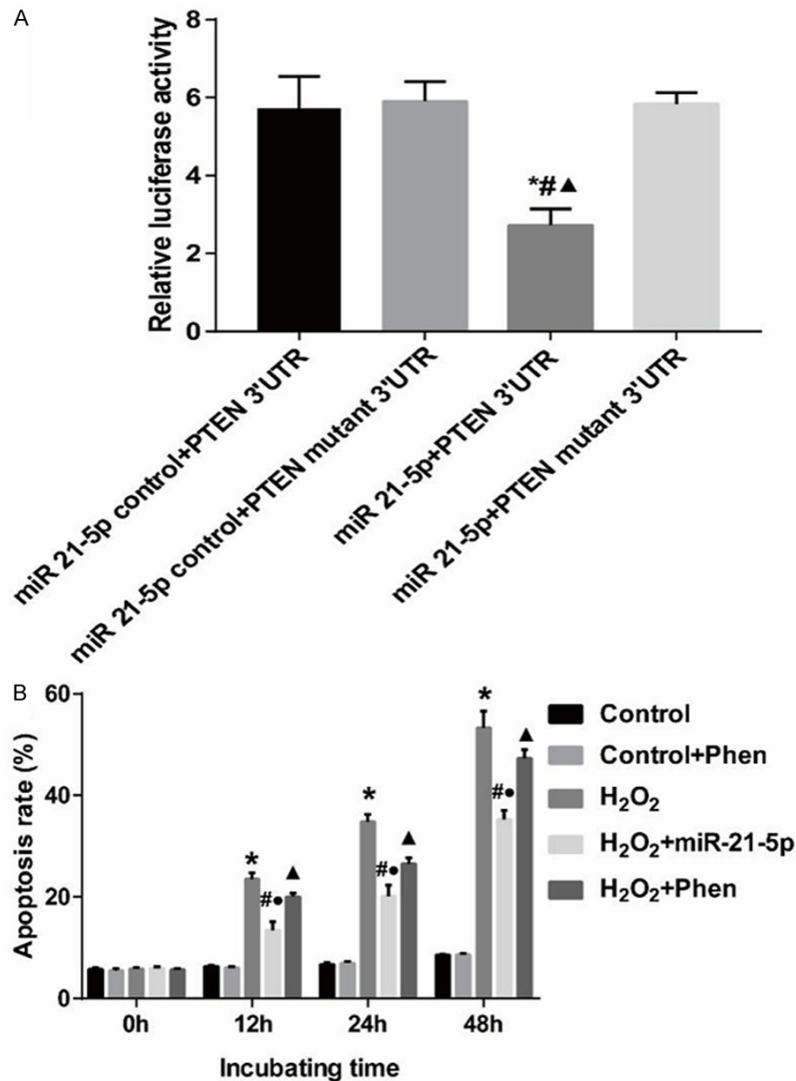 A
Relative luciferase activity
8
6
4
2
0
*#▲
miR 21-5p control+PTEN 3'UTR
miR 21-5p control+PTEN mutant 3'UTR
miR 21-5p+PTEN 3'UTR
miR 21-5p+PTEN mutant 3'UTR
B
Apoptosis rate (%)
60
40
20
0
*
#●
▲
*
#●
▲
*
#●
▲
0h
12h
24h
48h
Incubating time
Control
Control+Phen
H₂O₂
H₂O₂+miR-21-5p
H₂O₂+Phen